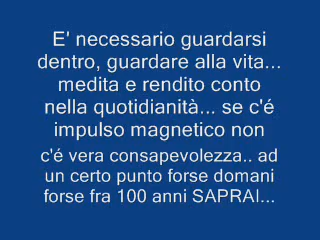 E' necessario guardarsi
dentro, guardare alla vita...
medita e rendito conto
nella quotidianità... se c'é
impulso magnetico non
c'é vera consapevolezza.. ad
un certo punto forse domani
forse fra 100 anni SAPRAI...